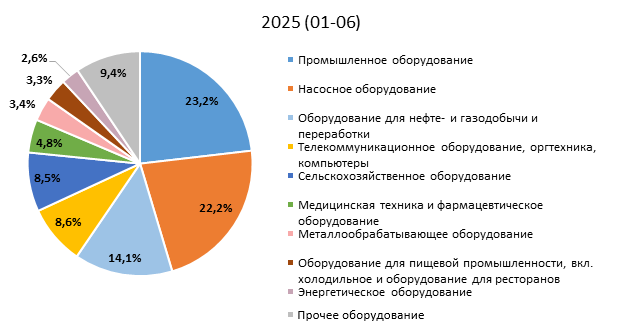 2025 (01-06)
2,6%
9,4%
3,3%
23,2%
3,4%
4,8%
8,5%
22,2%
8,6%
14,1%
Промышленное оборудование
Насосное оборудование
Оборудование для нефте- и газодобычи и
переработки
Телекоммуникационное оборудование, оргтехника,
компьютеры
Сельскохозяйственное оборудование
Медицинская техника и фармацевтическое
оборудование
Металлообрабатывающее оборудование
Оборудование для пищевой промышленности, вкл.
холодильное и оборудование для ресторанов
Энергетическое оборудование
Прочее оборудование